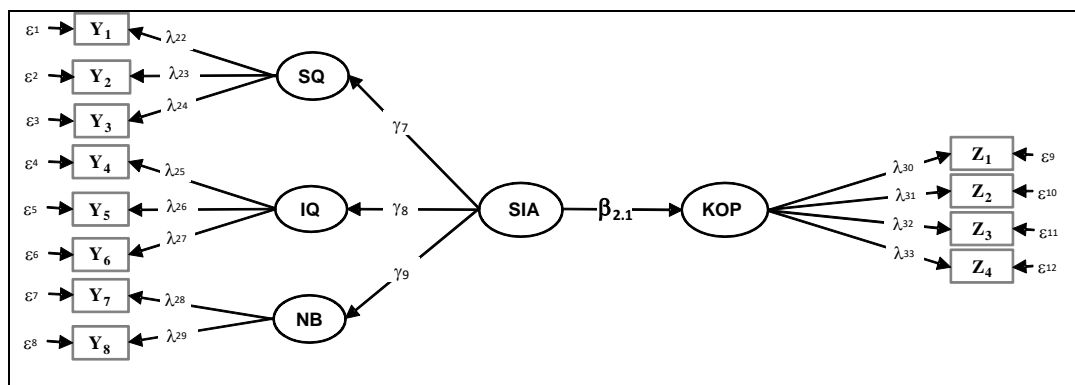 ε1 Y1 λ22
ε2 Y2 λ23 SQ
ε3 Y3 λ24
γ7
ε4 Y4 λ25
ε5 Y5 λ26 IQ γ8 SIA β2.1 KOP
ε6 Y6 λ27
γ9
ε7 Y7 λ28
NB
ε8 Y8 λ29
λ30 Z1 ε9
λ31 Z2 ε10
λ32 Z3 ε11
λ33 Z4 ε12